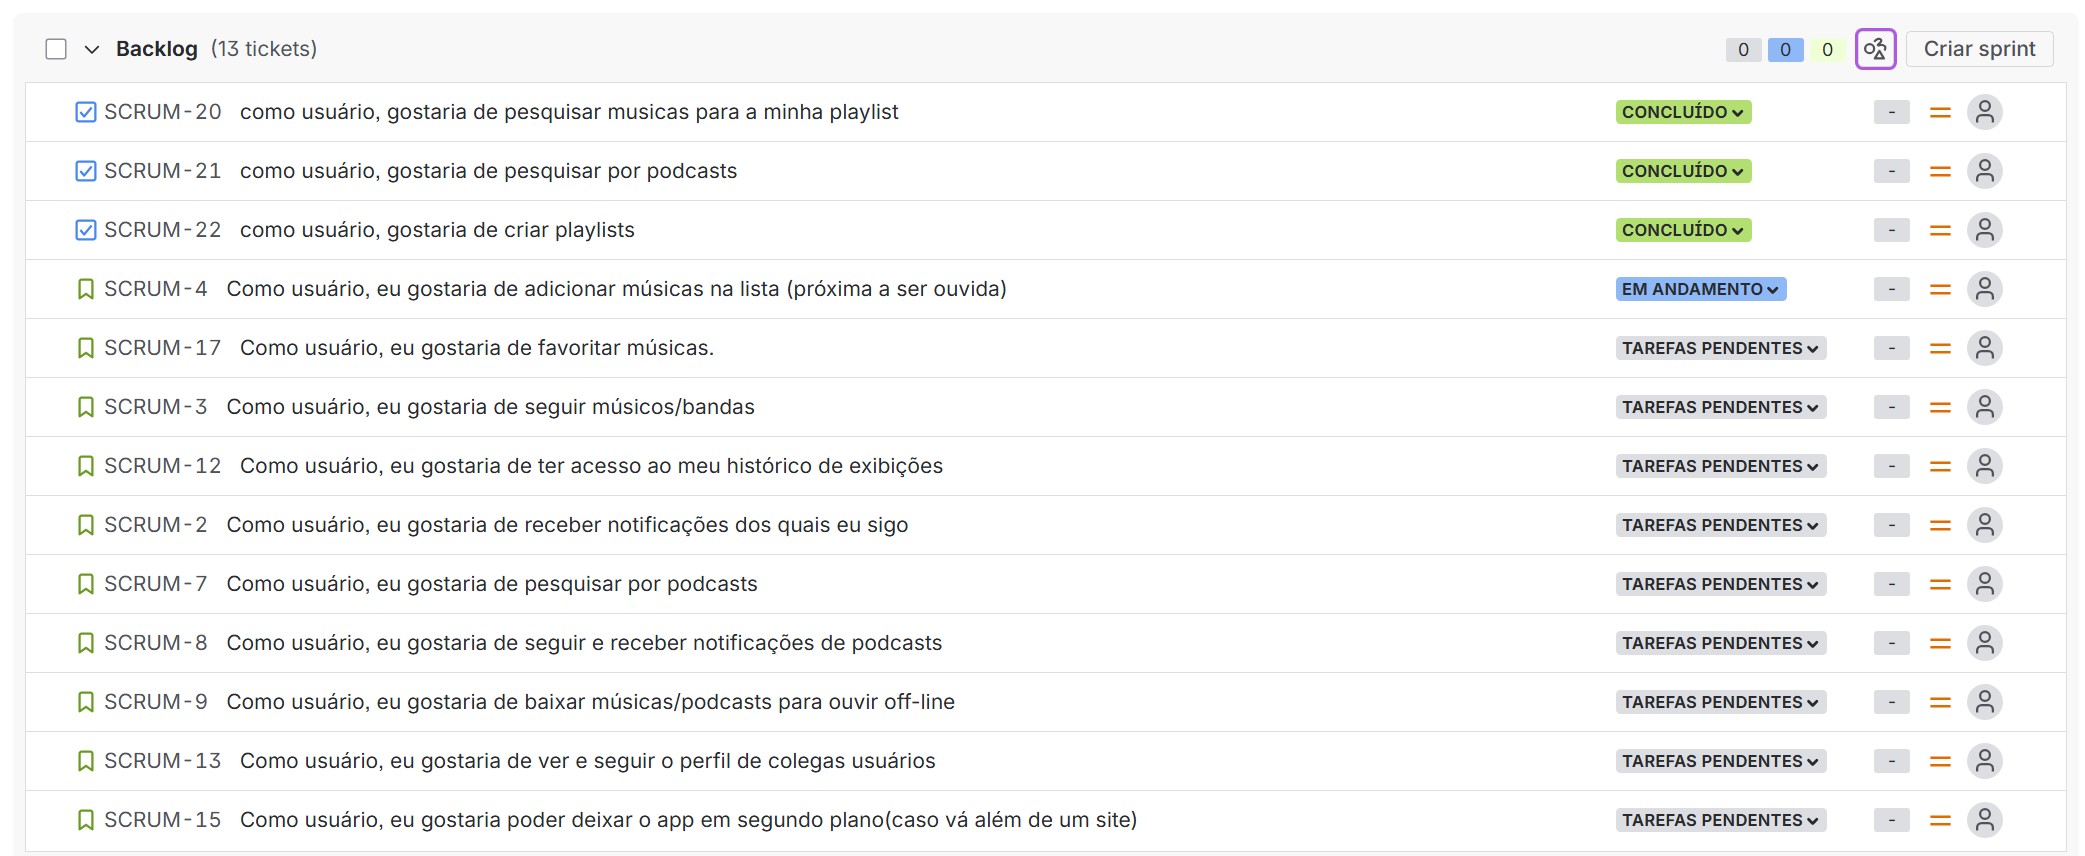 Backlog (13 tickets) 0 0 0 Criar sprint
SCRUM-20 como usuário, gostaria de pesquisar musicas para a minha playlist CONCLUÍDO -
SCRUM-21 como usuário, gostaria de pesquisar por podcasts CONCLUÍDO -
SCRUM-22 como usuário, gostaria de criar playlists CONCLUÍDO -
SCRUM-4 Como usuário, eu gostaria de adicionar músicas na lista (próxima a ser ouvida) EM ANDAMENTO -
SCRUM-17 Como usuário, eu gostaria de favoritar músicas. TAREFAS PENDENTES -
SCRUM-3 Como usuário, eu gostaria de seguir músicos/bandas TAREFAS PENDENTES -
SCRUM-12 Como usuário, eu gostaria de ter acesso ao meu histórico de exibições TAREFAS PENDENTES -
SCRUM-2 Como usuário, eu gostaria de receber notificações dos quais eu sigo TAREFAS PENDENTES -
SCRUM-7 Como usuário, eu gostaria de pesquisar por podcasts TAREFAS PENDENTES -
SCRUM-8 Como usuário, eu gostaria de seguir e receber notificações de podcasts TAREFAS PENDENTES -
SCRUM-9 Como usuário, eu gostaria de baixar músicas/podcasts para ouvir off-line TAREFAS PENDENTES -
SCRUM-13 Como usuário, eu gostaria de ver e seguir o perfil de colegas usuários TAREFAS PENDENTES -
SCRUM-15 Como usuário, eu gostaria poder deixar o app em segundo plano(caso vá além de um site) TAREFAS PENDENTES -